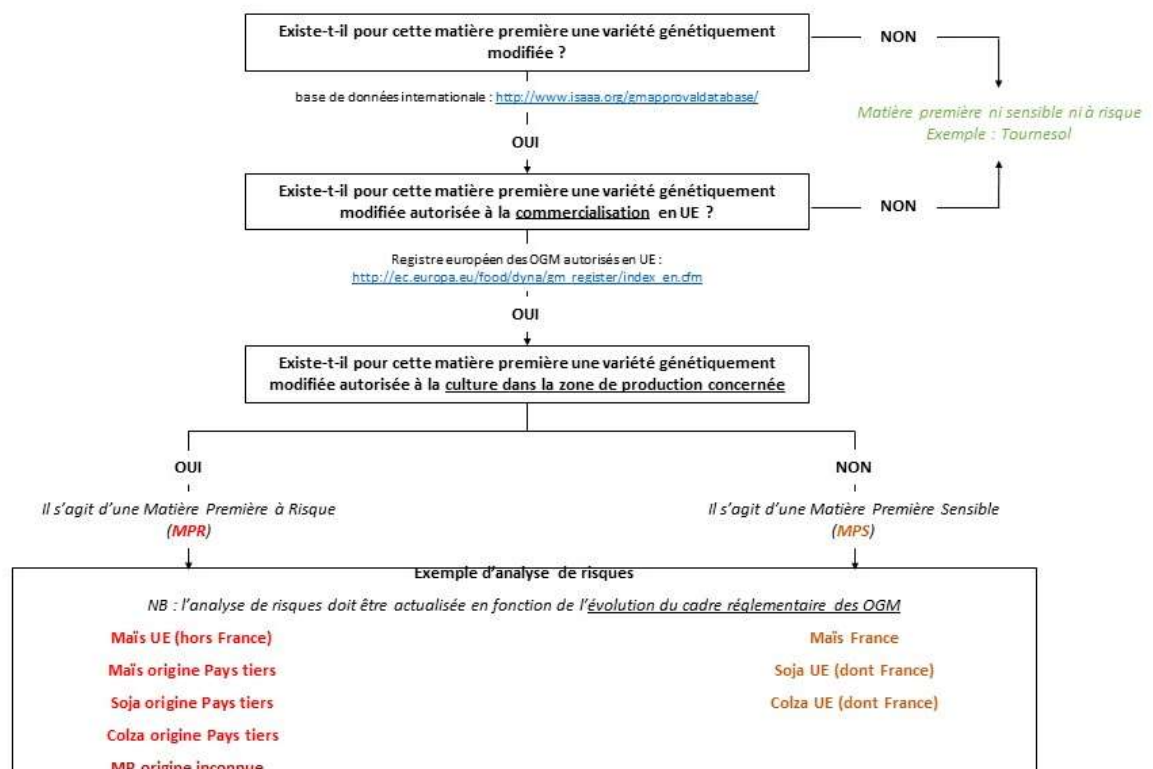 Existe-t-il pour cette matière première une variété génétiquement
modifiée ?
NON
base de données internationale : http://www.isaaa.org/gmapprovaldatabase/
Matière première ni sensible ni à risque
Exemple : Tournesol
OUI
Existe-t-il pour cette matière première une variété génétiquement
modifiée autorisée à la commercialisation en UE ?
NON
Registre européen des OGM autorisés en UE :
http://ec.europa.eu/food/dyna/gm_register/index_en.cfm
OUI
Existe-t-il pour cette matière première une variété génétiquement
modifiée autorisée à la culture dans la zone de production concernée
OUI
NON
Il s'agit d'une Matière Première à Risque
(MPR)
Il s'agit d'une Matière Première Sensible
(MPS)
Exemple d'analyse de risques
NB : l'analyse de risques doit être actualisée en fonction de l'évolution du cadre réglementaire des OGM
Maïs UE (hors France)
Maïs France
Maïs origine Pays tiers
Soja UE (dont France)
Soja origine Pays tiers
Colza UE (dont France)
Colza origine Pays tiers
MP origine inconnue